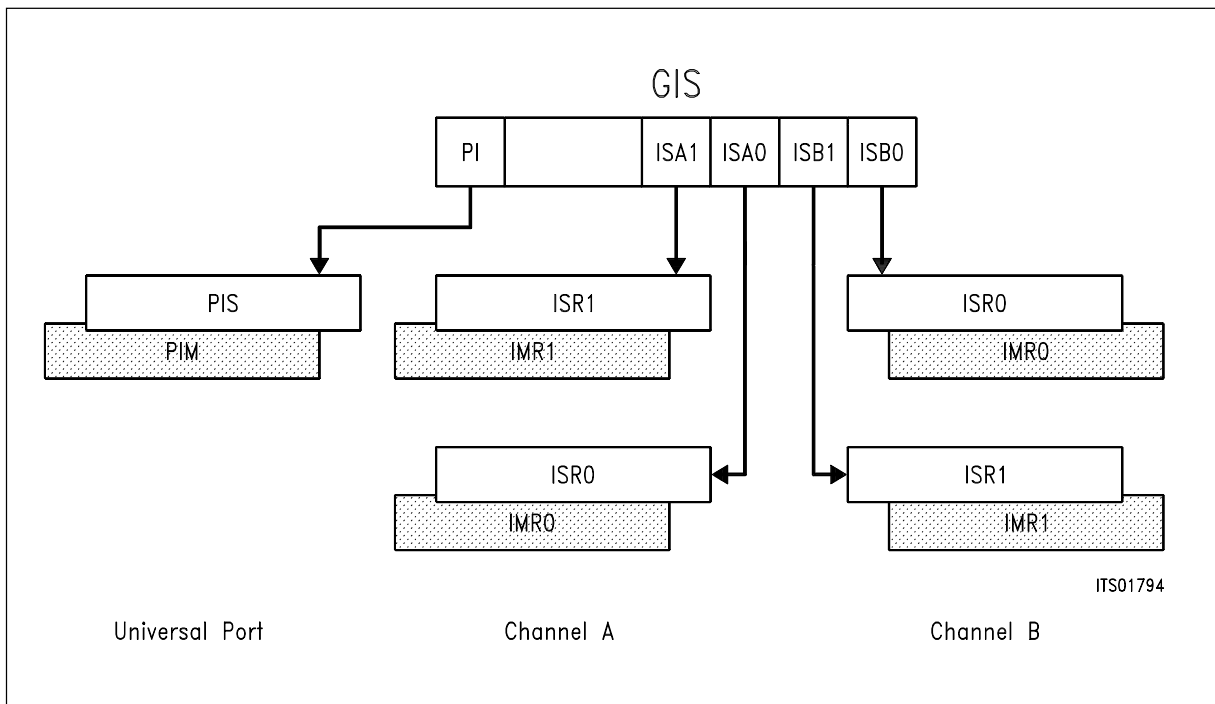 GIS
PI ISA1 ISA0 ISB1 ISB0
PIS ISR1 ISR0
PIM IMR1 IMR0
ISR0 ISR1
IMR0 IMR1
ITS01794
Universal Port Channel A Channel B